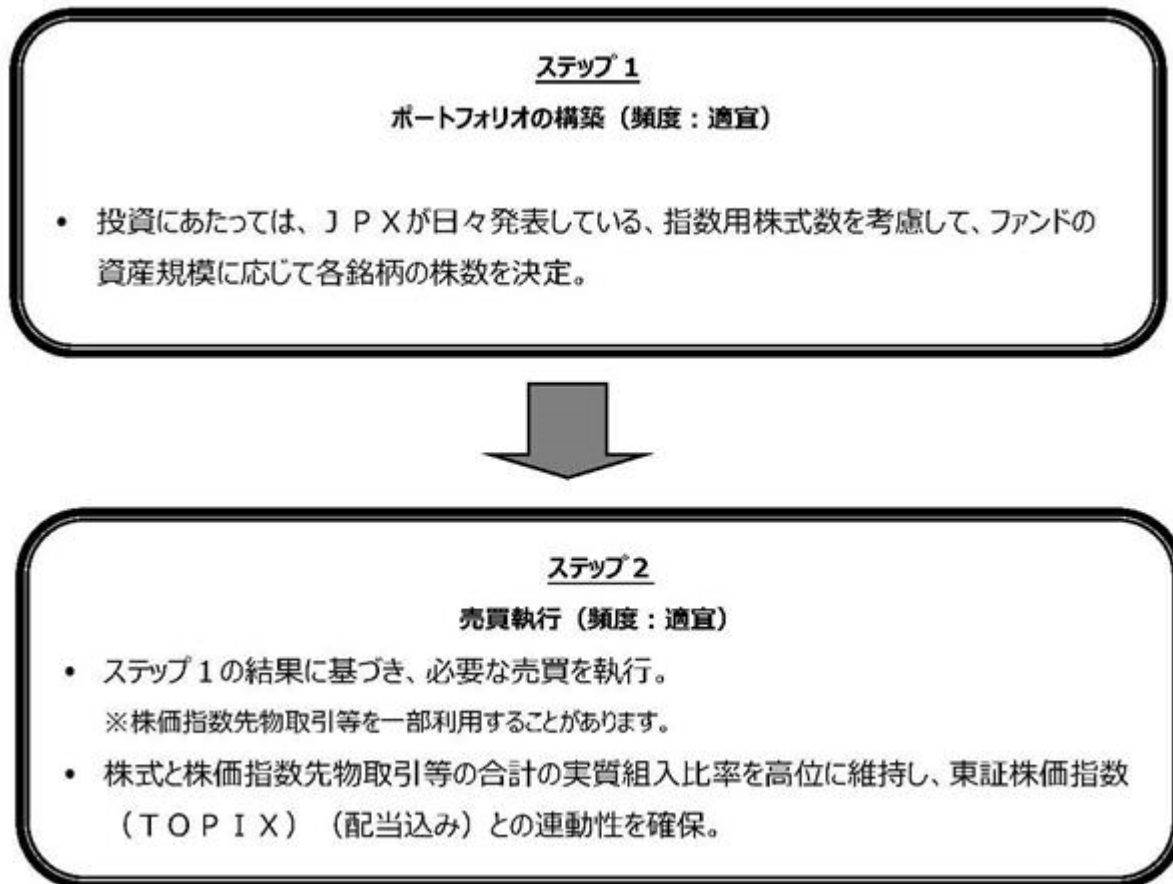 ステップ1
ポートフォリオの構築（頻度：適宜）
• 投資にあたっては、ＪＰＸが日々発表している、指数用株式数を考慮して、ファンドの
資産規模に応じて各銘柄の株数を決定。
ステップ2
売買執行（頻度：適宜）
• ステップ1の結果に基づき、必要な売買を執行。
※株価指数先物取引等を一部利用することがあります。
• 株式と株価指数先物取引等の合計の実質組入比率を高位に維持し、東証株価指数
（ＴＯＰＩＸ）（配当込み）との連動性を確保。